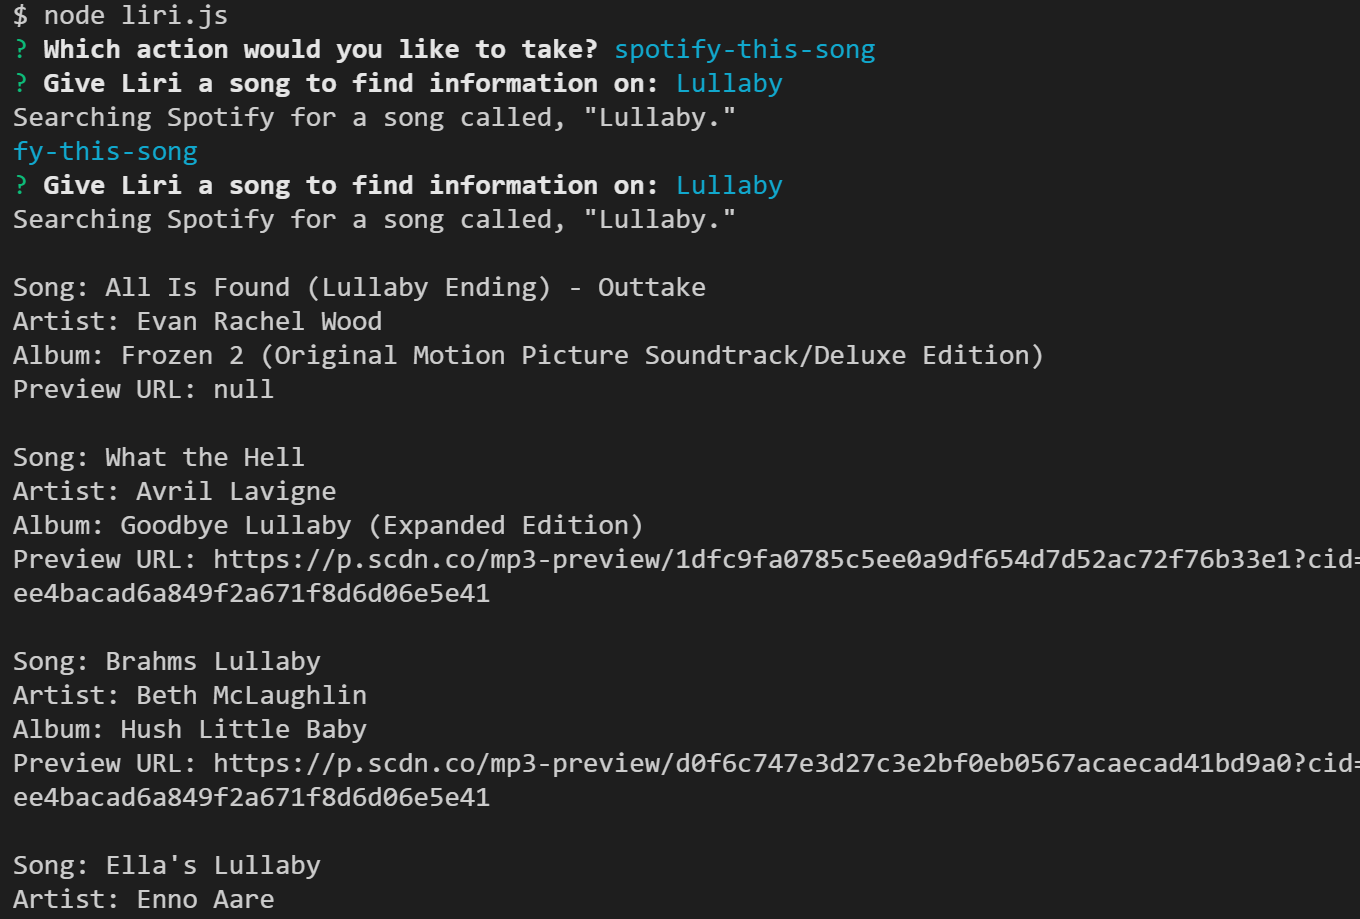 $ node liri.js
? Which action would you like to take? spotify-this-song
? Give Liri a song to find information on: Lullaby
Searching Spotify for a song called, "Lullaby."
fy-this-song
? Give Liri a song to find information on: Lullaby
Searching Spotify for a song called, "Lullaby."
Song: All Is Found (Lullaby Ending) - Outtake
Artist: Evan Rachel Wood
Album: Frozen 2 (Original Motion Picture Soundtrack/Deluxe Edition)
Preview URL: null
Song: What the Hell
Artist: Avril Lavigne
Album: Goodbye Lullaby (Expanded Edition)
Preview URL: https://p.scdn.co/mp3-preview/1dfc9fa0785c5ee0a9df654d7d52ac72f76b33e1?cid=
ee4bacad6a849f2a671f8d6d06e5e41
Song: Brahms Lullaby
Artist: Beth McLaughlin
Album: Hush Little Baby
Preview URL: https://p.scdn.co/mp3-preview/d0f6c747e3d27c3e2bf0eb0567acaecad41bd9a0?cid=
ee4bacad6a849f2a671f8d6d06e5e41
Song: Ella's Lullaby
Artist: Enno Aare